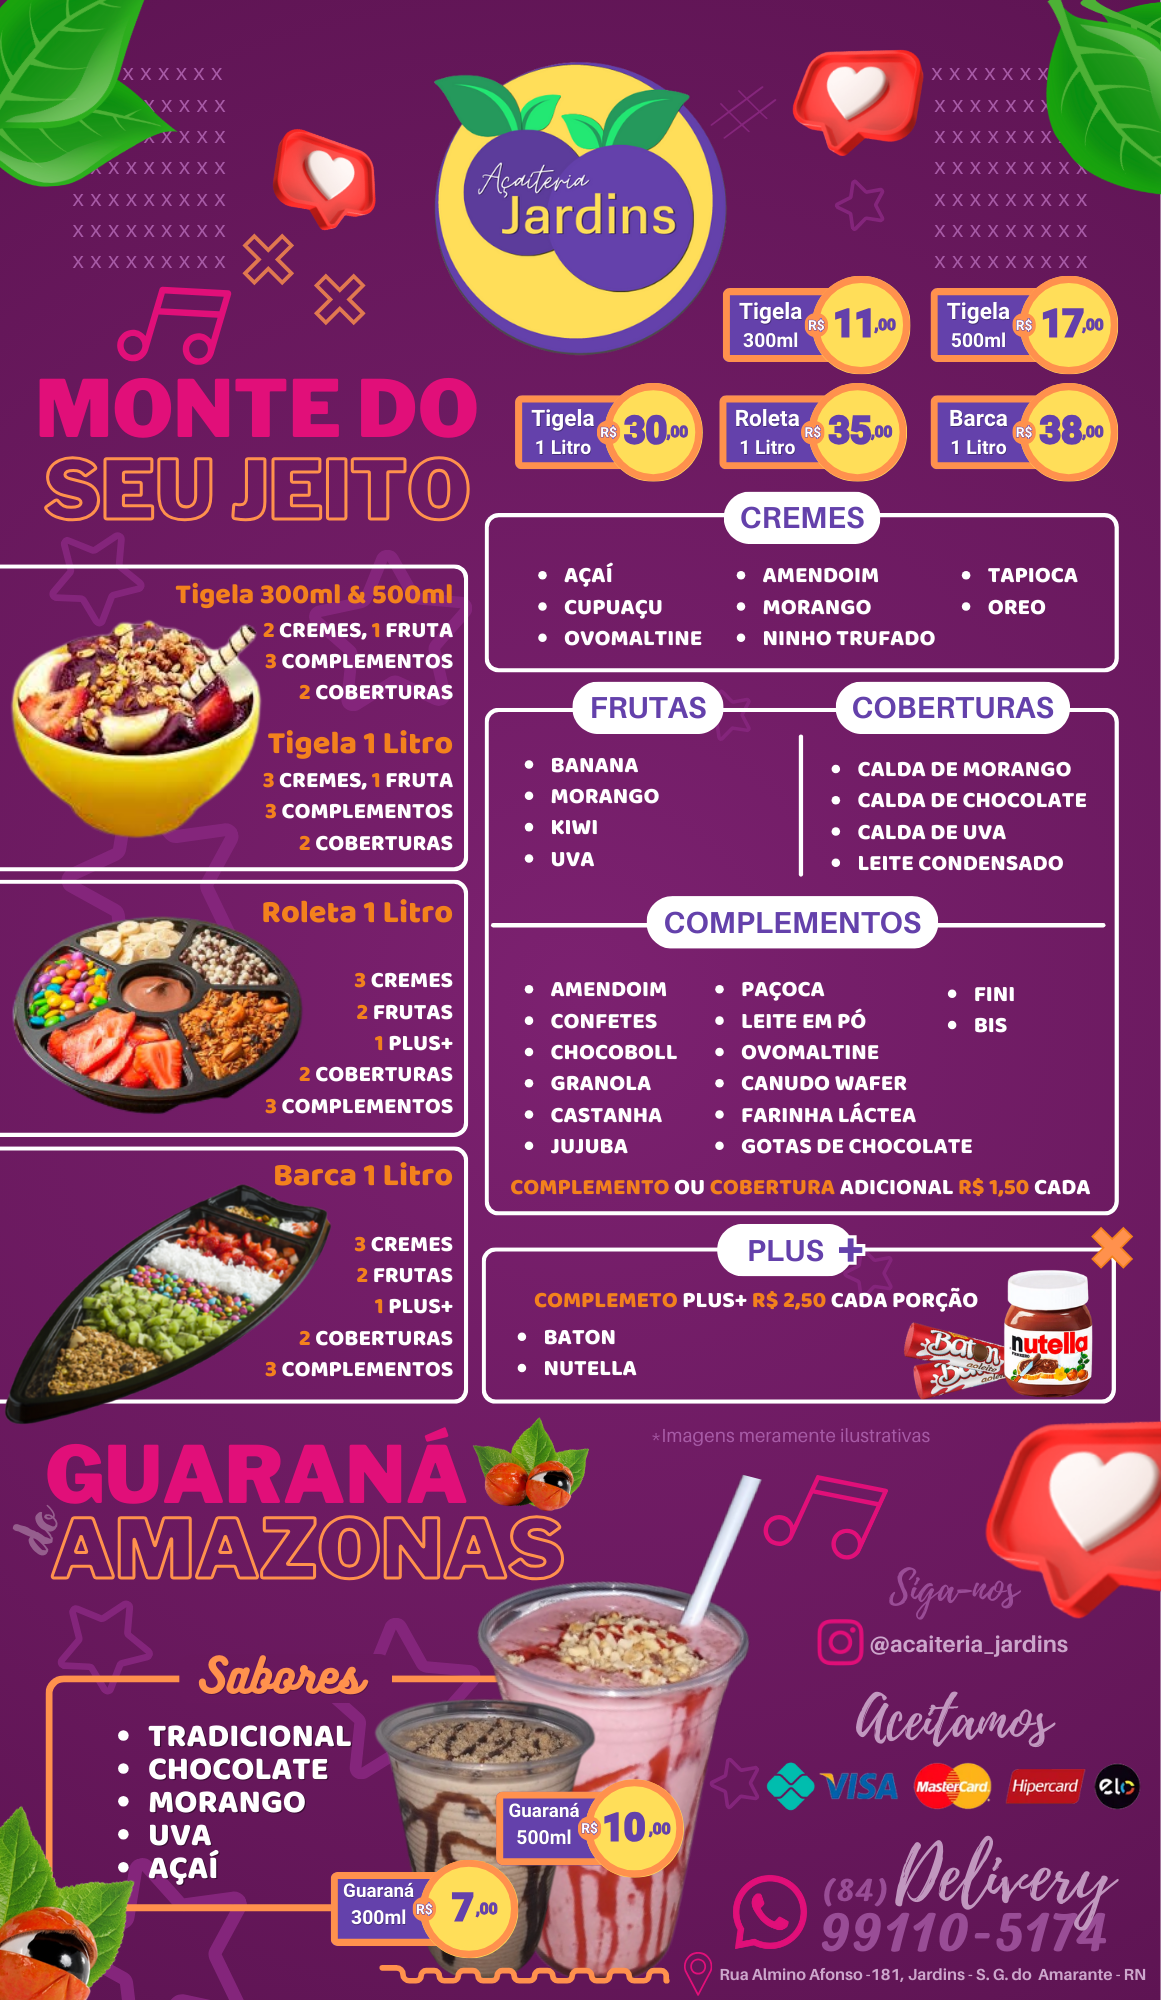 Açaiteria
Jardins
Tigela
300ml
R$ 11,00
Tigela
500ml
R$ 17,00
Tigela
1 Litro
R$ 30,00
Roleta
1 Litro
R$ 35,00
Barca
1 Litro
R$ 38,00
MONTE DO
SEU JEITO
Tigela 300ml & 500ml
2 CREMES, 1 FRUTA
3 COMPLEMENTOS
2 COBERTURAS
Tigela 1 Litro
3 CREMES, 1 FRUTA
3 COMPLEMENTOS
2 COBERTURAS
Roleta 1 Litro
3 CREMES
2 FRUTAS
1 PLUS+
2 COBERTURAS
3 COMPLEMENTOS
Barca 1 Litro
3 CREMES
2 FRUTAS
1 PLUS+
2 COBERTURAS
3 COMPLEMENTOS
CREMES
• AÇAÍ
• CUPUAÇU
• OVOMALTINE
• AMENDOIM
• MORANGO
• NINHO TRUFADO
• TAPIOCA
• OREO
FRUTAS
• BANANA
• MORANGO
• KIWI
• UVA
COBERTURAS
• CALDA DE MORANGO
• CALDA DE CHOCOLATE
• CALDA DE UVA
• LEITE CONDENSADO
COMPLEMENTOS
• AMENDOIM
• CONFETES
• CHOCOBOLL
• GRANOLA
• CASTANHA
• JUJUBA
• PAÇOCA
• LEITE EM PÓ
• OVOMALTINE
• CANUDO WAFER
• FARINHA LÁCTEA
• GOTAS DE CHOCOLATE
• FINI
• BIS
COMPLEMENTO OU COBERTURA ADICIONAL R$ 1,50 CADA
PLUS +
COMPLEMETO PLUS+ R$ 2,50 CADA PORÇÃO
• BATON
• NUTELLA
Baton
nutella
*Imagens meramente ilustrativas
GUARANÁ
do
AMAZONAS
Sabores
• TRADICIONAL
• CHOCOLATE
• MORANGO
• UVA
• AÇAÍ
Guaraná
500ml
R$ 10,00
Guaraná
300ml
R$ 7,00
Siga-nos
@acaiteria_jardins
Aceitamos
VISA
MasterCard
Hipercard
elo
Delivery
(84)
99110-5174
Rua Almino Afonso -181, Jardins - S. G. do Amarante - RN